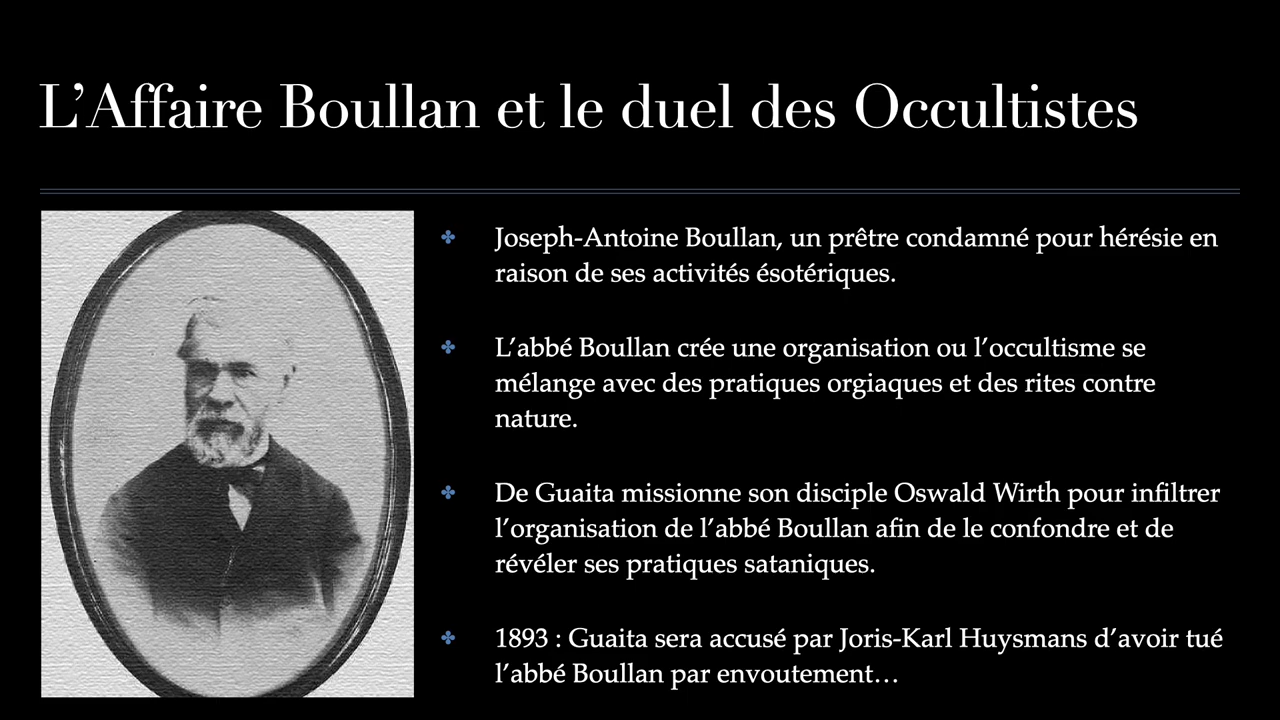 L’Affaire Boullan et le duel des Occultistes
Joseph-Antoine Boullan, un prêtre condamné pour hérésie en
raison de ses activités ésotériques.
L’abbé Boullan crée une organisation ou l’occultisme se
mélange avec des pratiques orgiaques et des rites contre
nature.
De Guaita missionne son disciple Oswald Wirth pour infiltrer
l’organisation de l’abbé Boullan afin de le confondre et de
révéler ses pratiques sataniques.
1893 : Guaita sera accusé par Joris-Karl Huysmans d’avoir tué
l’abbé Boullan par envoutement…